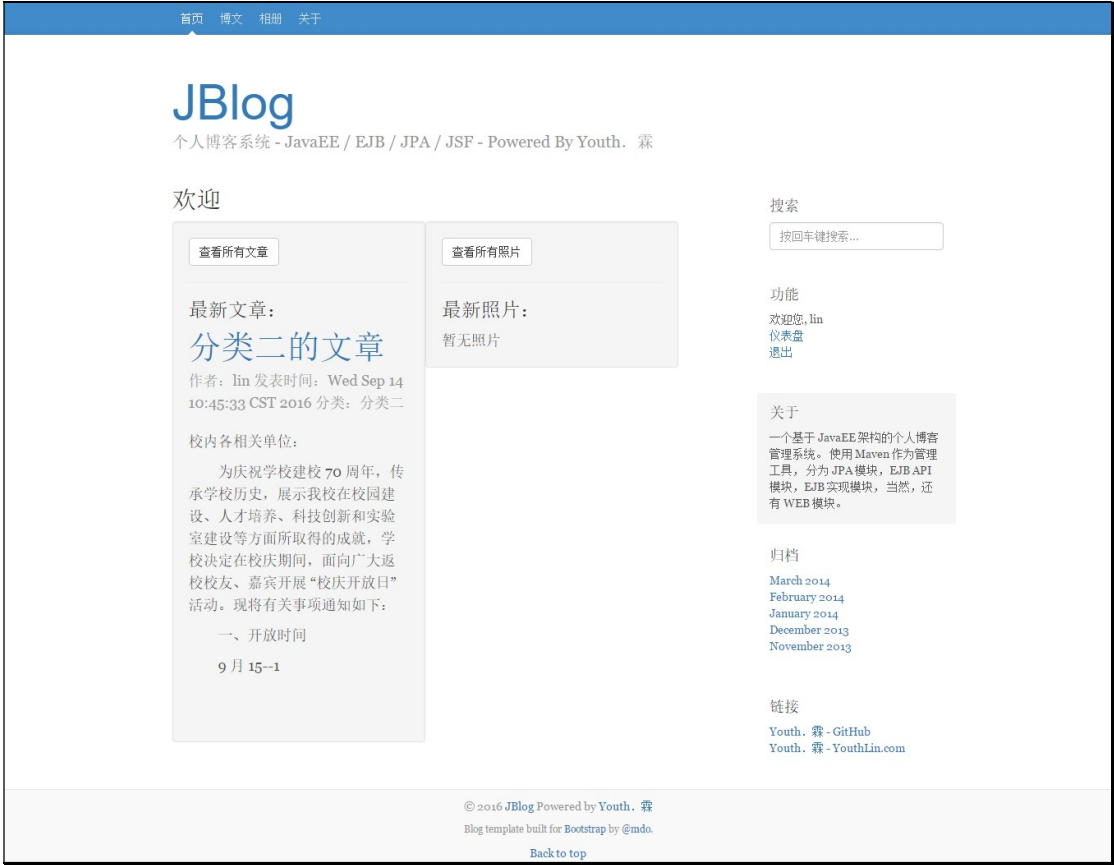 首页 博文 相册 关于
JBlog
个人博客系统 - JavaEE / EJB / JPA / JSF - Powered By Youth．霖
欢迎
查看所有文章
最新文章：
分类二的文章
作者：lin 发表时间：Wed Sep 14
10:45:33 CST 2016 分类：分类二
校内各相关单位：
为庆祝学校建校 70 周年，传
承学校历史，展示我校在校园建
设、人才培养、科技创新和实验
室建设等方面所取得的成就，学
校决定在校庆期间，面向广大返
校校友、嘉宾开展 “校庆开放日”
活动。现将有关事项通知如下：
一、开放时间
9 月 15--1
查看所有照片
最新照片：
暂无照片
搜索
按回车键搜索...
功能
欢迎您, lin
仪表盘
退出
关于
一个基于 JavaEE 架构的个人博客
管理系统。 使用 Maven 作为管理
工具，分为 JPA 模块，EJB API
模块，EJB 实现模块，当然，还
有 WEB 模块。
归档
March 2014
February 2014
January 2014
December 2013
November 2013
链接
Youth．霖 - GitHub
Youth．霖 - YouthLin.com
© 2016 JBlog Powered by Youth．霖
Blog template built for Bootstrap by @mdo.
Back to top